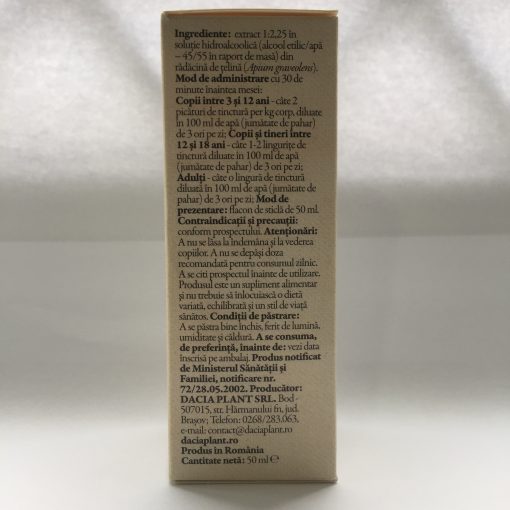 Ingrediente: extract 1:2,25 în
soluție hidroalcoolică (alcool etilic/apă
– 45/55 în raport de masă) din
rădăcină de țelină (Apium graveolens).
Mod de administrare cu 30 de
minute înaintea mesei:
Copii între 3 și 12 ani - câte 2
picături de tinctură per kg corp, diluate
în 100 ml de apă (jumătate de pahar)
de 3 ori pe zi; Copii și tineri între
12 și 18 ani - câte 1-2 lingurițe de
tinctură diluate în 100 ml de apă
(jumătate de pahar) de 3 ori pe zi;
Adulți - câte o lingură de tinctură
diluată în 100 ml de apă (jumătate de
pahar) de 3 ori pe zi; Mod de
prezentare: flacon de sticlă de 50 ml.
Contraindicații și precauții:
conform prospectului. Atenționări:
A nu se lăsa la îndemâna și la vederea
copiilor. A nu se depăși doza
recomandată pentru consumul zilnic.
A se citi prospectul înainte de utilizare.
Produsul este un supliment alimentar
și nu trebuie să înlocuiască o dietă
variată, echilibrată și un stil de viață
sănătos. Condiții de păstrare:
A se păstra bine închis, ferit de lumină,
umiditate și căldură. A se consuma,
de preferință, înainte de: vezi data
înscrisă pe ambalaj. Produs notificat
de Ministerul Sănătății și
Familiei, notificare nr.
72/28.05.2002. Producător:
DACIA PLANT SRL. Bod -
507015, str. Hărmanului fn, jud.
Brașov; Telefon: 0268/283.063,
e-mail: contact@daciaplant.ro
daciaplant.ro
Produs în România
Cantitate netă: 50 ml ℮